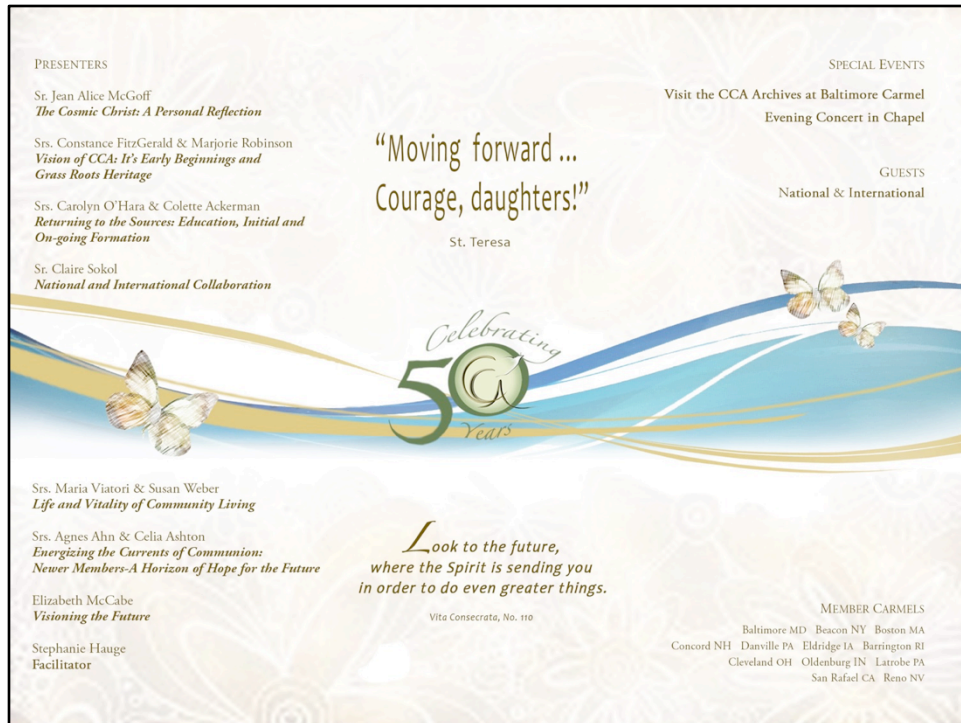 PRESENTERS
Sr. Jean Alice McGoff
The Cosmic Christ: A Personal Reflection
Srs. Constance FitzGerald & Marjorie Robinson
Vision of CCA: It's Early Beginnings and
Grass Roots Heritage
Srs. Carolyn O'Hara & Colette Ackerman
Returning to the Sources: Education, Initial and
On-going Formation
Sr. Claire Sokol
National and International Collaboration
“Moving forward ...
Courage, daughters!”
St. Teresa
SPECIAL EVENTS
Visit the CCA Archives at Baltimore Carmel
Evening Concert in Chapel
GUESTS
National & International
Celebrating
50
CCA
Years
Srs. Maria Viatori & Susan Weber
Life and Vitality of Community Living
Srs. Agnes Ahn & Celia Ashton
Energizing the Currents of Communion:
Newer Members-A Horizon of Hope for the Future
Elizabeth McCabe
Visioning the Future
Stephanie Hauge
Facilitator
Look to the future,
where the Spirit is sending you
in order to do even greater things.
Vita Consecrata, No. 110
MEMBER CARMELS
Baltimore MD Beacon NY Boston MA
Concord NH Danville PA Eldridge IA Barrington RI
Cleveland OH Oldenburg IN Latrobe PA
San Rafael CA Reno NV